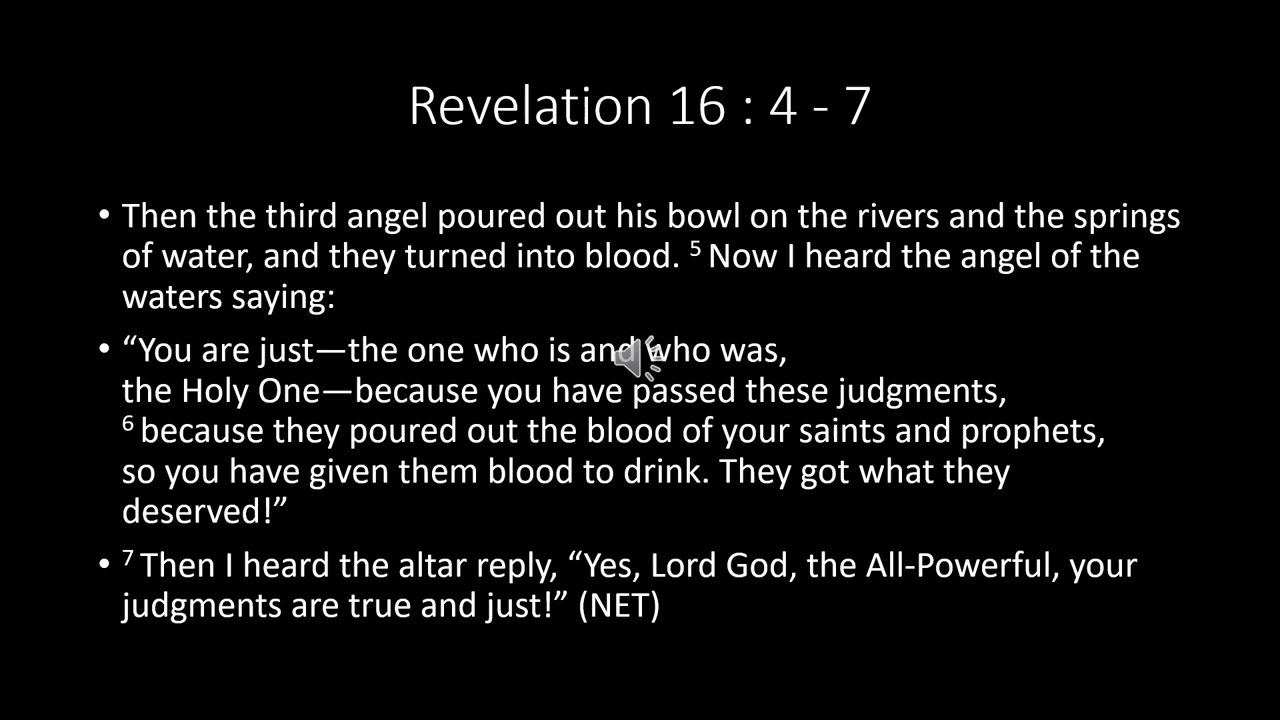 Revelation 16 : 4 - 7
• Then the third angel poured out his bowl on the rivers and the springs
of water, and they turned into blood. 5 Now I heard the angel of the
waters saying:
• “You are just—the one who is and who was,
the Holy One—because you have passed these judgments,
6 because they poured out the blood of your saints and prophets,
so you have given them blood to drink. They got what they
deserved!”
• 7 Then I heard the altar reply, “Yes, Lord God, the All-Powerful, your
judgments are true and just!” (NET)